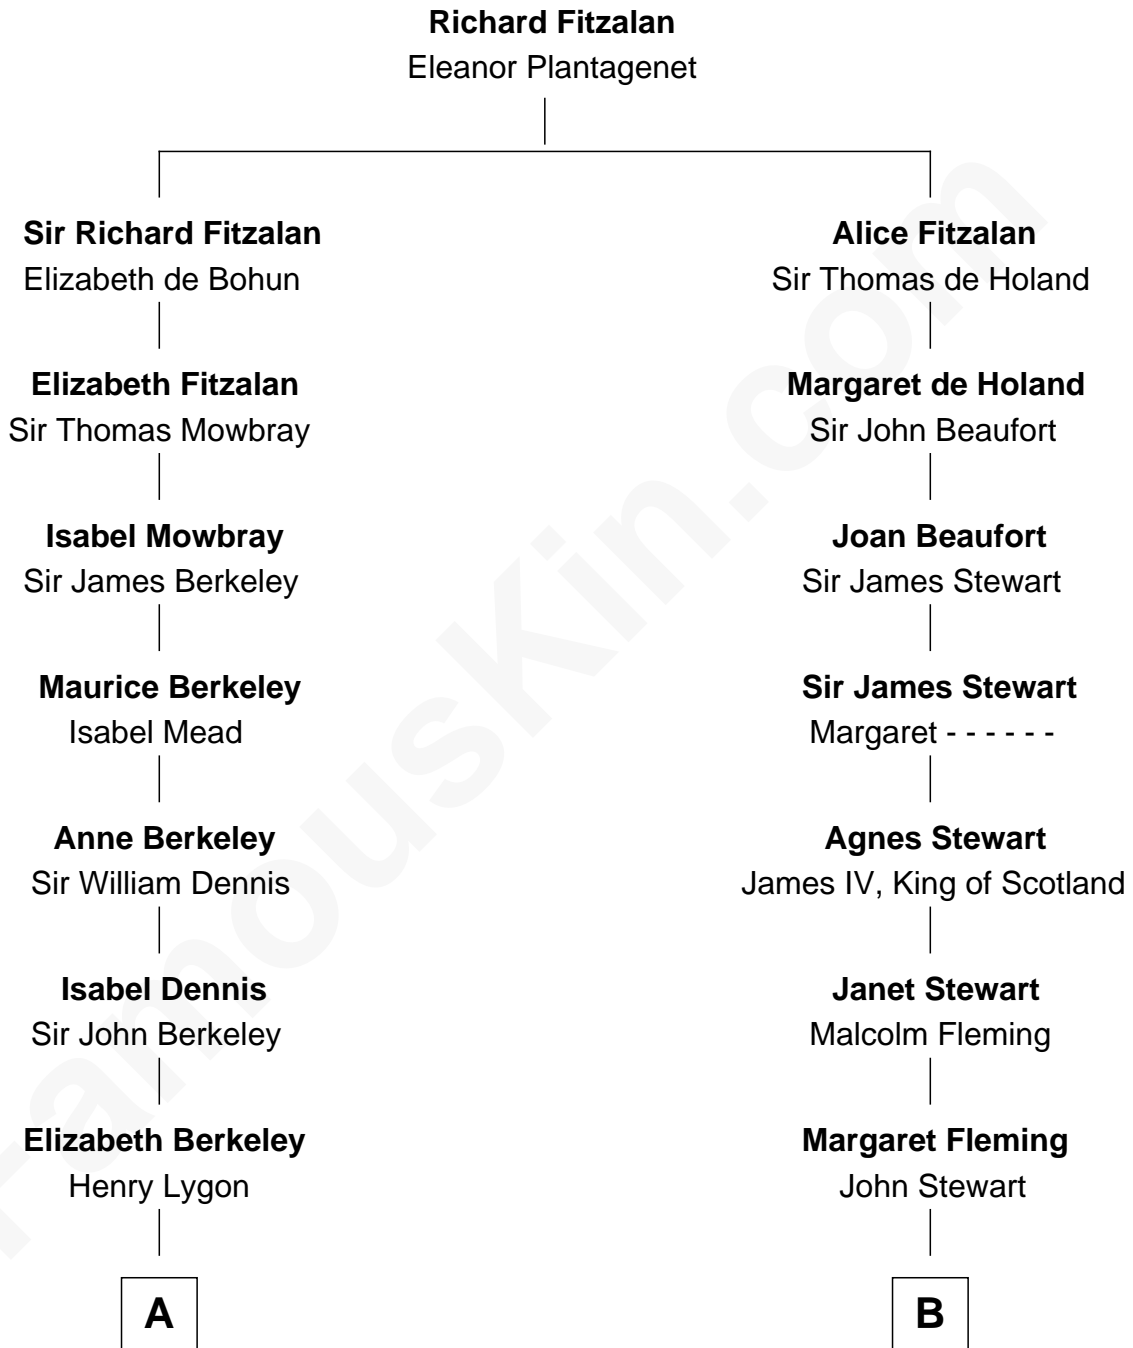 Richard Fitzalan
Eleanor Plantagenet
Sir Richard Fitzalan
Elizabeth de Bohun
Elizabeth Fitzalan
Sir Thomas Mowbray
Isabel Mowbray
Sir James Berkeley
Maurice Berkeley
Isabel Mead
Anne Berkeley
Sir William Dennis
Isabel Dennis
Sir John Berkeley
Elizabeth Berkeley
Henry Lygon
A
Alice Fitzalan
Sir Thomas de Holand
Margaret de Holand
Sir John Beaufort
Joan Beaufort
Sir James Stewart
Sir James Stewart
Margaret - - - - - -
Agnes Stewart
James IV, King of Scotland
Janet Stewart
Malcolm Fleming
Margaret Fleming
John Stewart
B
FamousKin.com